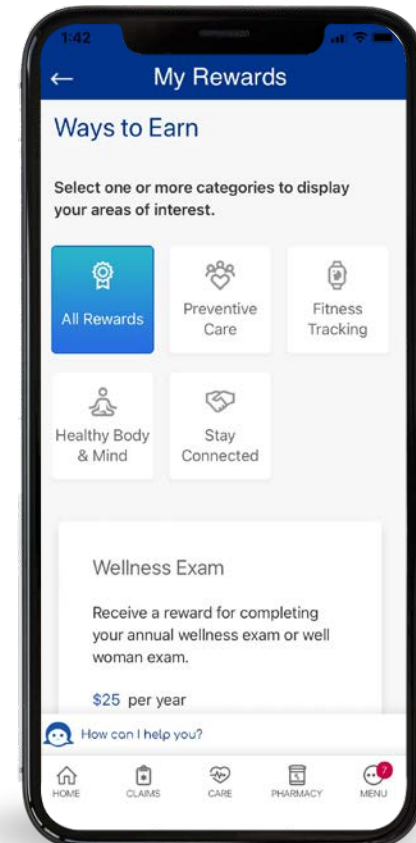 1:42
My Rewards
Ways to Earn
Select one or more categories to display
your areas of interest.
All Rewards
Preventive
Care
Fitness
Tracking
Healthy Body
& Mind
Stay
Connected
Wellness Exam
Receive a reward for completing
your annual wellness exam or well
woman exam.
$25 per year
How can I help you?
HOME
CLAIMS
CARE
PHARMACY
7
MENU